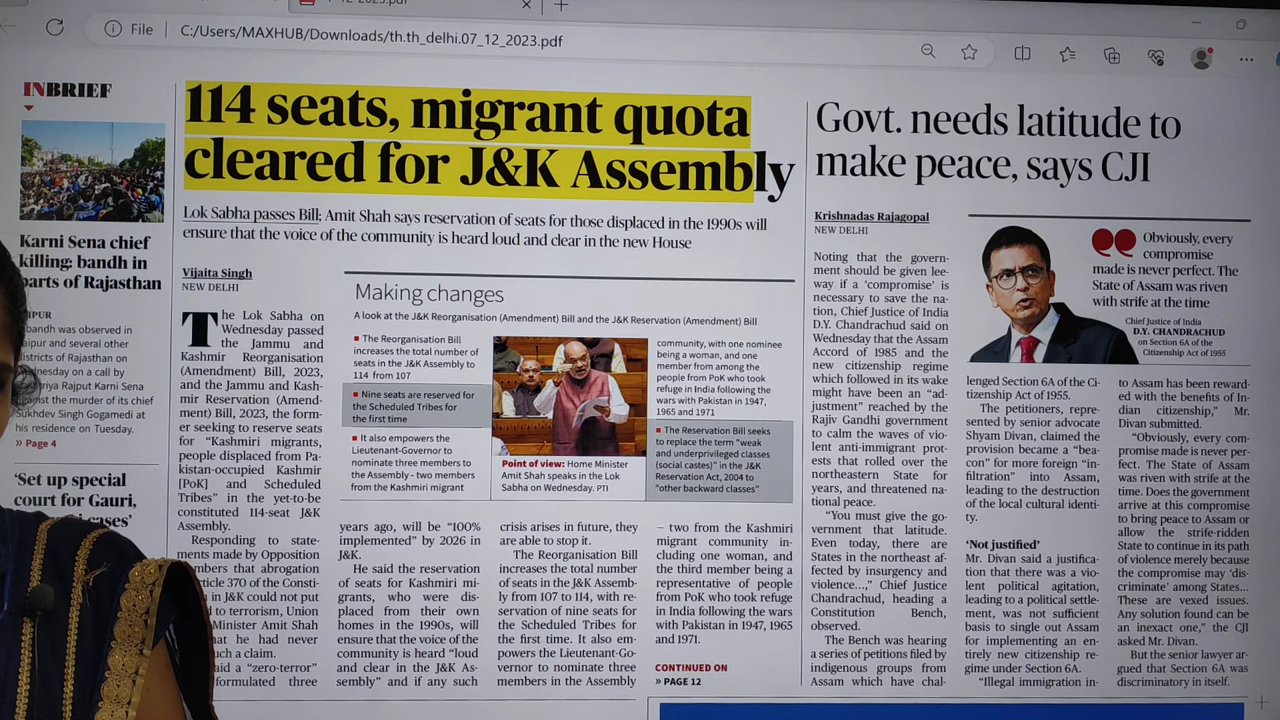 -12-2023.pdf
File
C:/Users/MAXHUB/Downloads/th.th_delhi.07_12_2023.pdf
INBRIEF
Karni Sena chief
killing: bandh in
parts of Rajasthan
bandh was observed in
aipur and several other
districts of Rajasthan on
Wednesday on a call by
Rajput Karni Sena
against the murder of its chief
Sukhdev Singh Gogamedi at
his residence on Tuesday.
» Page 4
'Set up special
court for Gauri,
cases'
114 seats, migrant quota
cleared for J&K Assembly
Lok Sabha passes Bill; Amit Shah says reservation of seats for those displaced in the 1990s will
ensure that the voice of the community is heard loud and clear in the new House
Vijaita Singh
NEW DELHI
The Lok Sabha on
Wednesday passed
the Jammu and
Kashmir Reorganisation
(Amendment) Bill, 2023,
and the Jammu and Kash-
mir Reservation (Amend-
ment) Bill, 2023, the form-
er seeking to reserve seats
for "Kashmiri migrants,
people displaced from Pa-
kistan-occupied Kashmir
[PoK] and Scheduled
Tribes" in the yet-to-be
constituted 114-seat J&K
Assembly.
Responding to state-
ments made by Opposition
members that abrogation
Article 370 of the Consti-
in J&K could not put
to terrorism, Union
Minister Amit Shah
that he had never
such a claim.
said a "zero-terror"
formulated three
Making changes
A look at the J&K Reorganisation (Amendment) Bill and the J&K Reservation (Amendment) Bill
The Reorganisation Bill
increases the total number of
seats in the J&K Assembly to
114 from 107
Nine seats are reserved for
the Scheduled Tribes for
the first time
It also empowers the
Lieutenant-Governor to
nominate three members to
the Assembly - two members
from the Kashmiri migrant
Point of view: Home Minister
Amit Shah speaks in the Lok
Sabha on Wednesday. PTI
community, with one nominee
being a woman, and one
member from among the
people from PoK who took
refuge in India following the
wars with Pakistan in 1947,
1965 and 1971
The Reservation Bill seeks
to replace the term "weak
and underprivileged classes
(social castes)" in the J&K
Reservation Act, 2004 to
"other backward classes"
years ago, will be "100%
implemented" by 2026 in
J&K.
He said the reservation
of seats for Kashmiri mi-
grants, who were dis-
placed from their own
homes in the 1990s, will
ensure that the voice of the
community is heard "loud
and clear in the J&K As-
sembly" and if any such
crisis arises in future, they
are able to stop it.
The Reorganisation Bill
increases the total number
of seats in the J&K Assemb-
ly from 107 to 114, with re-
servation of nine seats for
the Scheduled Tribes for
the first time. It also em-
powers the Lieutenant-Go-
vernor to nominate three
members in the Assembly
– two from the Kashmiri
migrant community in-
cluding one woman, and
the third member being a
representative of people
from PoK who took refuge
in India following the wars
with Pakistan in 1947, 1965
and 1971.
CONTINUED ON
» PAGE 12
Govt. needs latitude to
make peace, says CJI
Krishnadas Rajagopal
NEW DELHI
Noting that the govern-
ment should be given lee-
way if a 'compromise' is
necessary to save the na-
tion, Chief Justice of India
D.Y. Chandrachud said on
Wednesday that the Assam
Accord of 1985 and the
new citizenship regime
which followed in its wake
might have been an "ad-
justment" reached by the
Rajiv Gandhi government
to calm the waves of vio-
lent anti-immigrant prot-
ests that rolled over the
northeastern State for
years, and threatened na-
tional peace.
"You must give the go-
vernment that latitude.
Even today, there are
States in the northeast af-
fected by insurgency and
violence...," Chief Justice
Chandrachud, heading a
Constitution Bench,
observed.
The Bench was hearing
a series of petitions filed by
indigenous groups from
Assam which have chal-
Obviously, every
compromise
made is never perfect. The
State of Assam was riven
with strife at the time
Chief Justice of India
D.Y. CHANDRACHUD
on Section 6A of the
Citizenship Act of 1955
lenged Section 6A of the Ci-
tizenship Act of 1955.
The petitioners, repre-
sented by senior advocate
Shyam Divan, claimed the
provision became a "bea-
con" for more foreign "in-
filtration" into Assam,
leading to the destruction
of the local cultural identi-
ty.
'Not justified'
Mr. Divan said a justifica-
tion that there was a vio-
lent political agitation,
leading to a political settle-
ment, was not sufficient
basis to single out Assam
for implementing an en-
tirely new citizenship re-
gime under Section 6A.
"Illegal immigration in-
to Assam has been reward-
ed with the benefits of In-
dian citizenship," Mr.
Divan submitted.
"Obviously, every com-
promise made is never per-
fect. The State of Assam
was riven with strife at the
time. Does the government
arrive at this compromise
to bring peace to Assam or
allow the strife-ridden
State to continue in its path
of violence merely because
the compromise may 'dis-
criminate' among States...
These are vexed issues.
Any solution found can be
an inexact one," the CJI
asked Mr. Divan.
But the senior lawyer ar-
gued that Section 6A was
discriminatory in itself.